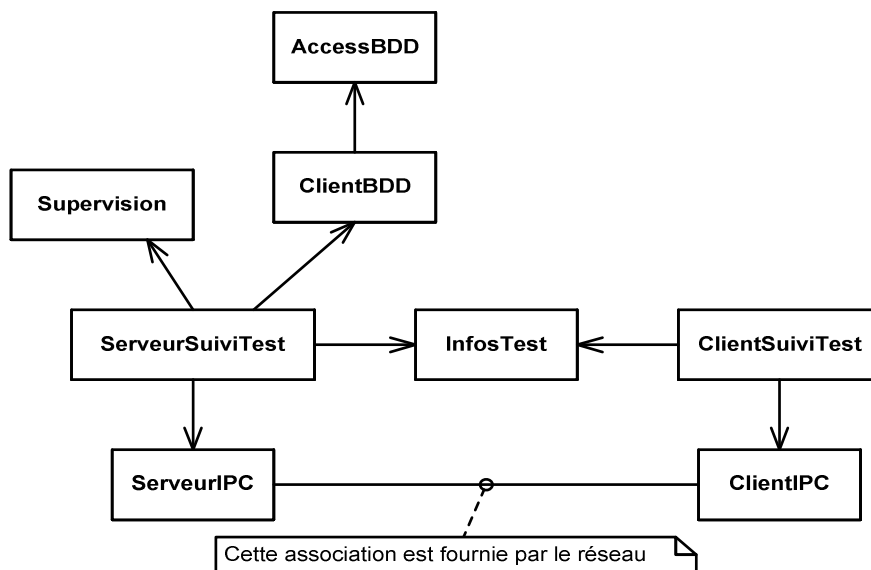 AccessBDD
ClientBDD
Supervision
ServeurSuiviTest
InfosTest
ClientSuiviTest
ServeurIPC
ClientIPC
Cette association est fournie par le réseau